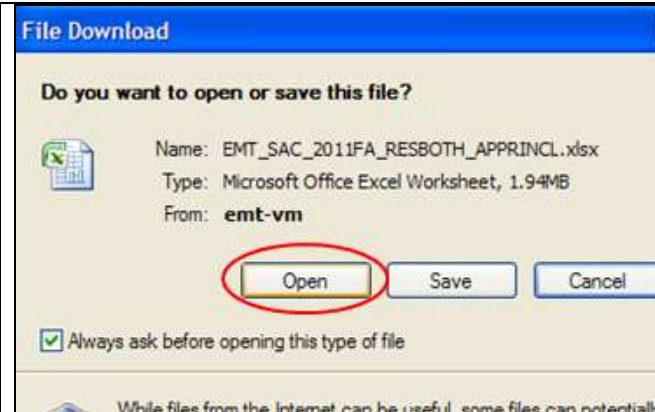 File Download
Do you want to open or save this file?
Name: EMT_SAC_2011FA_RESBOTH_APPRINCL.xlsx
Type: Microsoft Office Excel Worksheet, 1.94MB
From: emt-vm
Open Save Cancel
Always ask before opening this type of file
While files from the Internet can be useful, some files can potentially